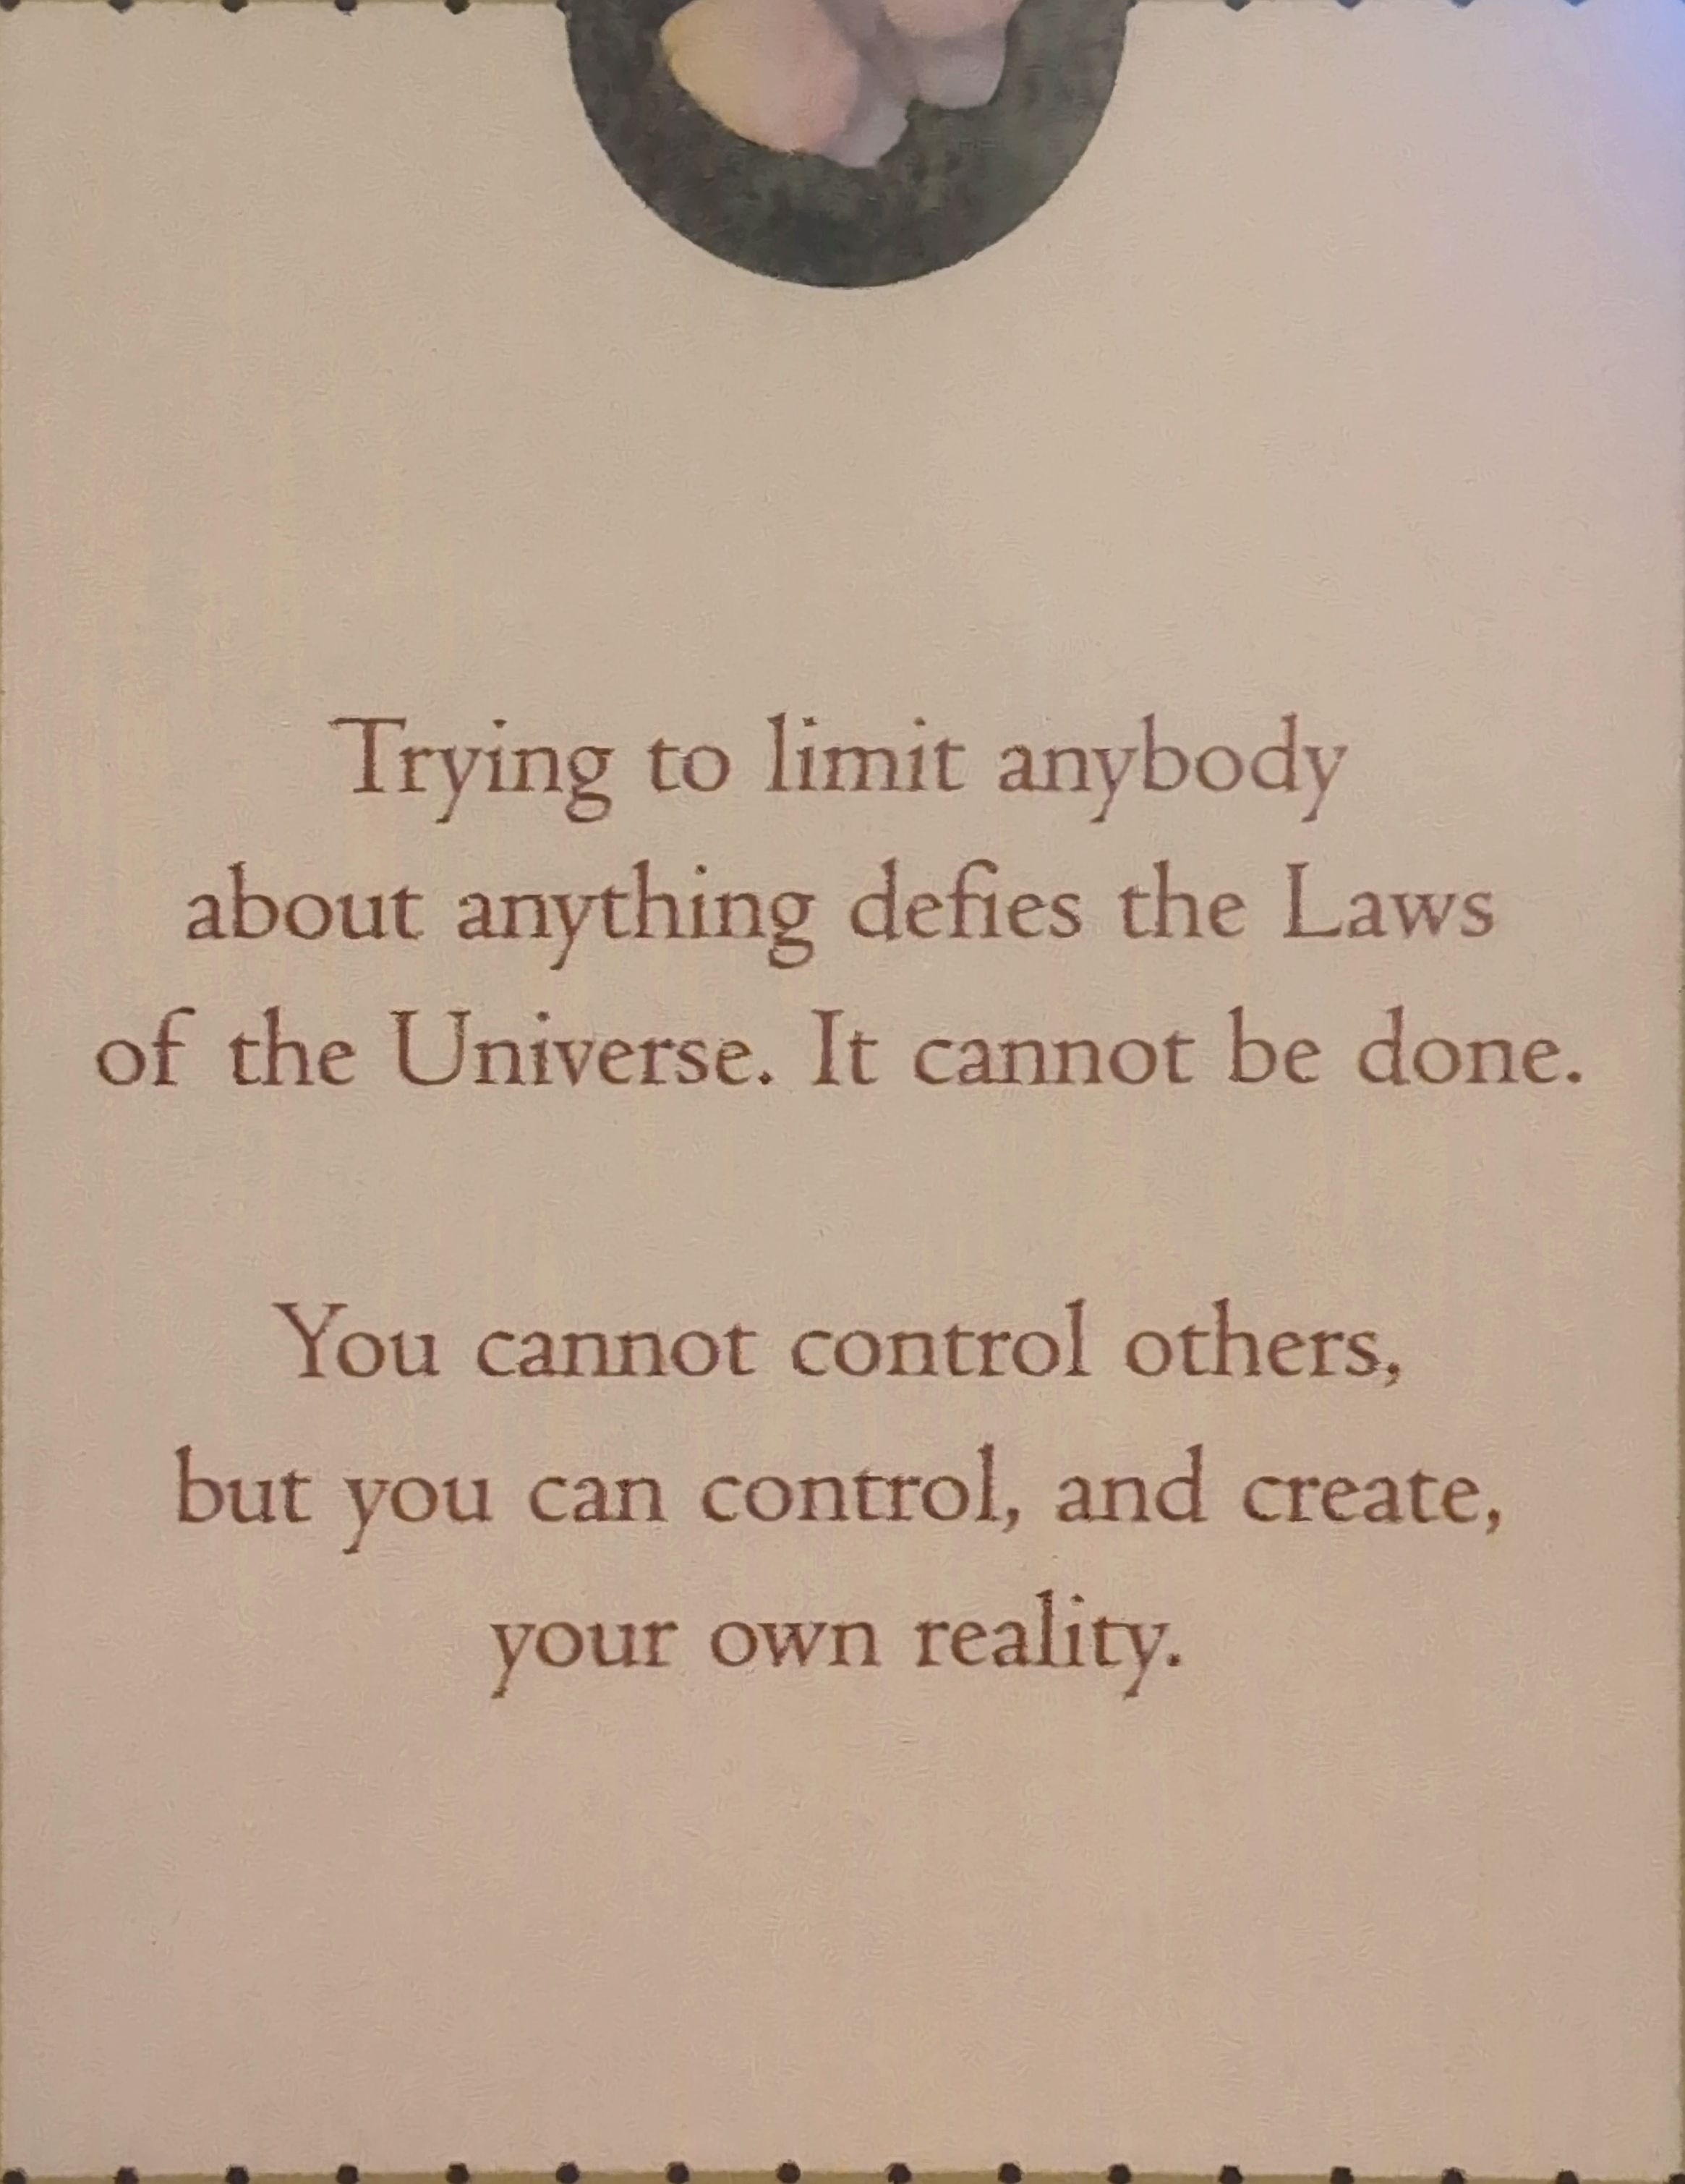 Trying to limit anybody
about anything defies the Laws
of the Universe. It cannot be done.
You cannot control others,
but you can control, and create,
your own reality.